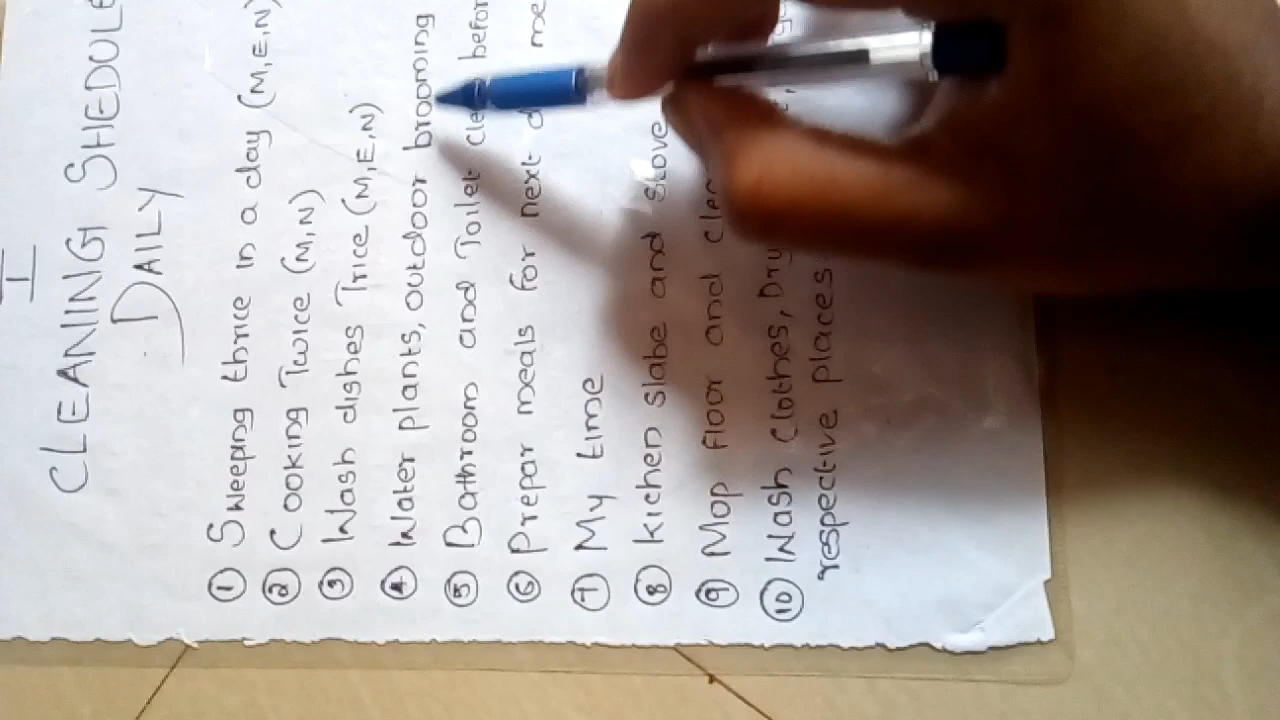 I
CLEANIING SHEDULE
DAILY
① Sweeping thrice in a day (M,E,N)
② Cooking Twice (M,N)
③ Wash dishes Trice (M,E,N)
④ Water plants, outdoor brooming
⑤ Bathroom and Toilet
⑥ Prepar meals for next
⑦ My time
⑧ kichen slabe and stove
⑨ Mop floor and
⑩ Wash Clothes, Dry
respective places